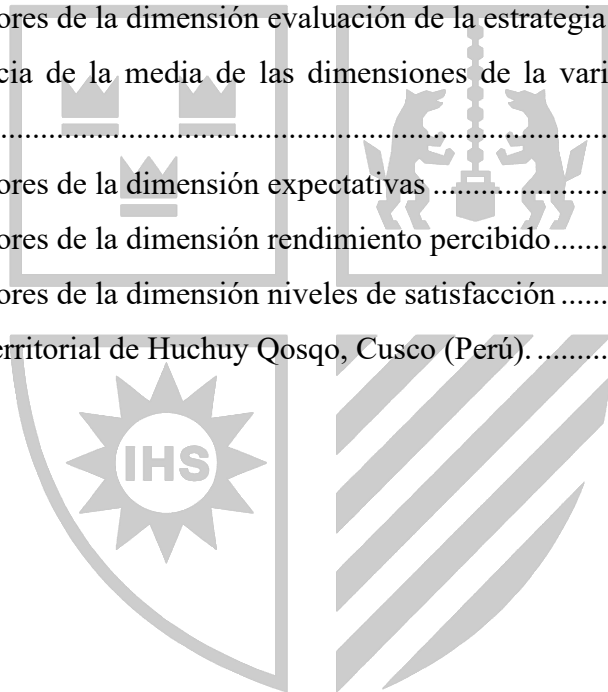 ores de la dimensión evaluación de la estrategia
cia de la media de las dimensiones de la vari
....................................................................................................
ores de la dimensión expectativas ........................
ores de la dimensión rendimiento percibido.......
ores de la dimensión niveles de satisfacción ......
erritorial de Huchuy Qosqo, Cusco (Perú). .........
IHS